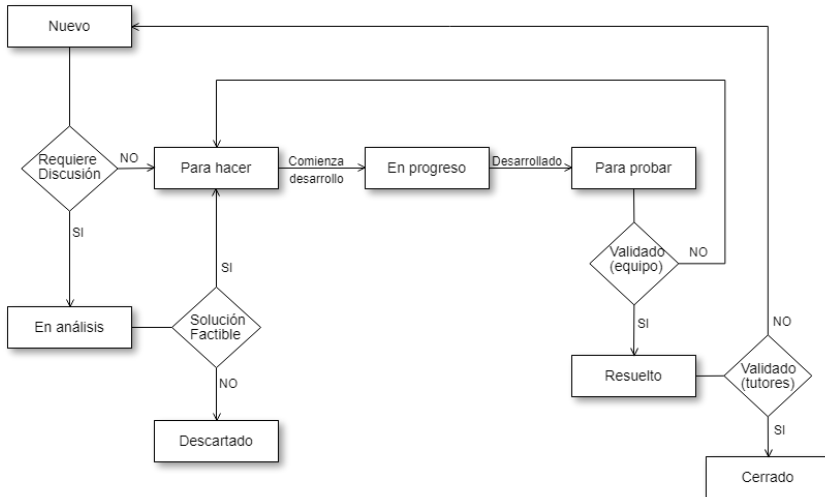 Nuevo
Requiere
Discusión
NO
Para hacer
Comienza
desarrollo
En progreso
Desarrollado
Para probar
SI
Validado
(equipo)
NO
SI
En análisis
Solución
Factible
SI
NO
Resuelto
Validado
(tutores)
NO
SI
Descartado
Cerrado